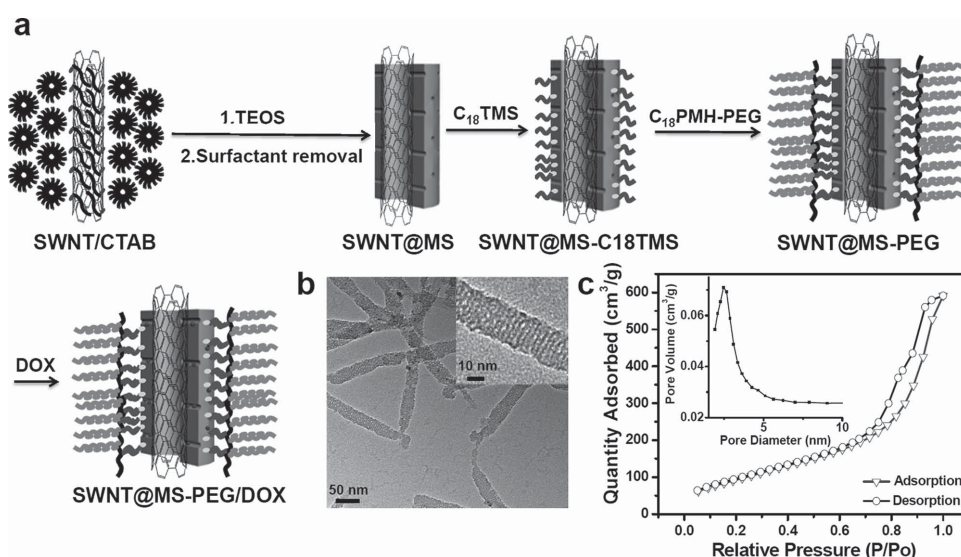 a
1.TEOS
2.Surfactant removal
C18TMS
C18PMH-PEG
SWNT/CTAB
SWNT@MS
SWNT@MS-C18TMS
SWNT@MS-PEG
DOX
SWNT@MS-PEG/DOX
b
10 nm
50 nm
c
Quantity Adsorbed (cm³/g)
600
500
400
300
200
100
0
0.0
0.2
0.4
0.6
0.8
1.0
Relative Pressure (P/Po)
Pore Volume (cm³/g)
0.07
0.06
0.04
0.02
5
10
Pore Diameter (nm)
Adsorption
Desorption